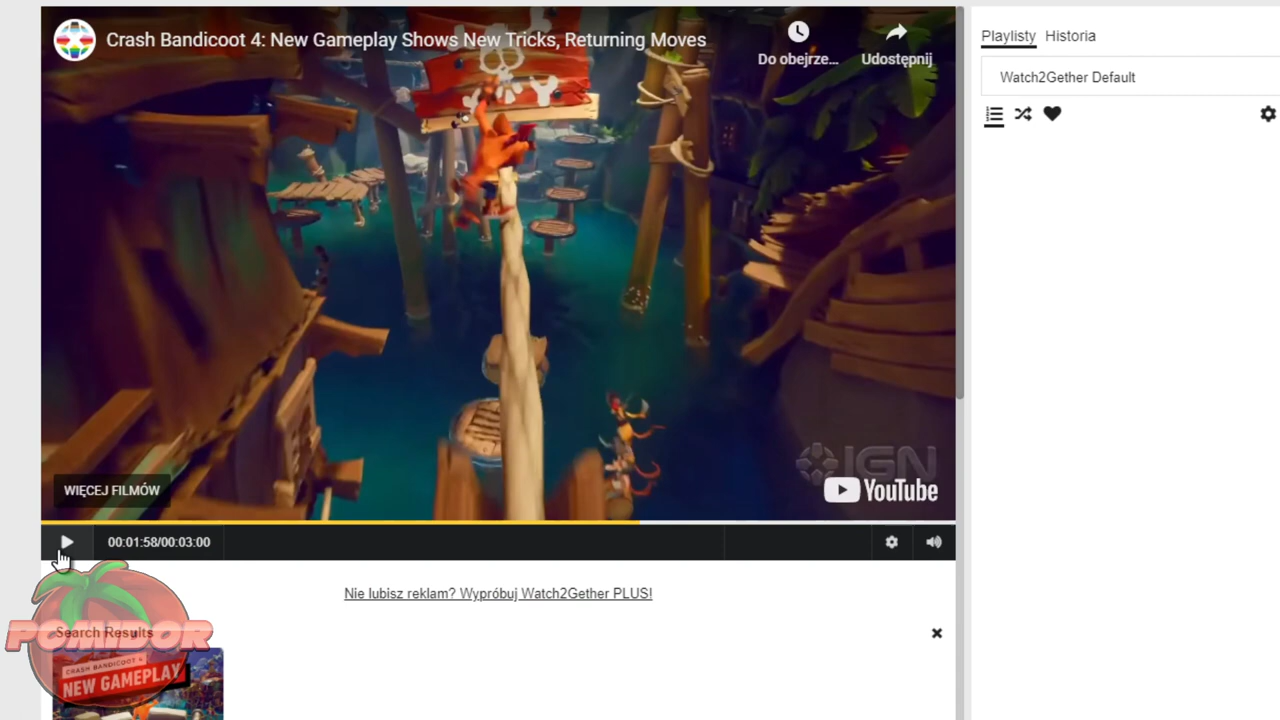 Crash Bandicoot 4: New Gameplay Shows New Tricks, Returning Moves
Do obejrze...
Udostępnij
Playlisty
Historia
Watch2Gether Default
IGN
YouTube
WIĘCEJ FILMÓW
00:01:58/00:03:00
Nie lubisz reklam? Wypróbuj Watch2Gether PLUS!
Search Results
POMIDOR
CRASH BANDICOOT 4
NEW GAMEPLAY